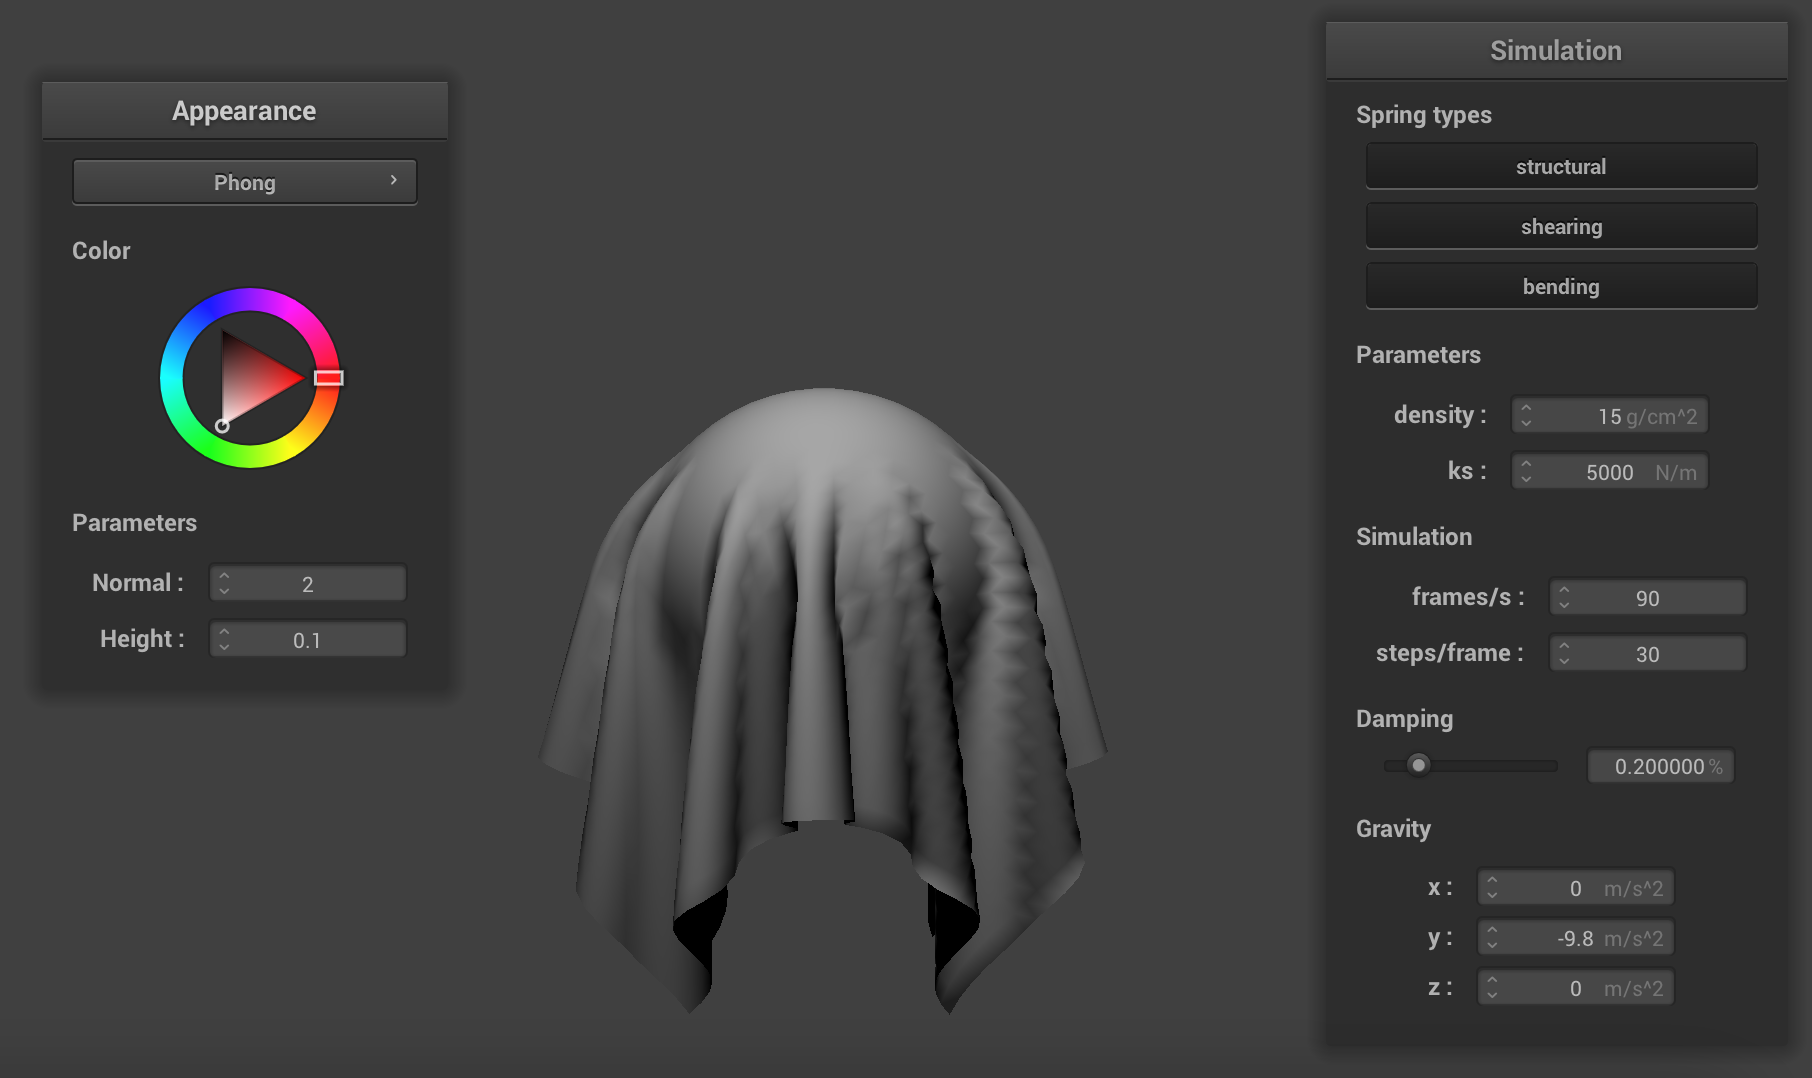 Appearance
Phong
Color
Parameters
Normal : 2
Height : 0.1
Simulation
Spring types
structural
shearing
bending
Parameters
density : 15 g/cm^2
ks : 5000 N/m
Simulation
frames/s : 90
steps/frame : 30
Damping
0.200000 %
Gravity
x : 0 m/s^2
y : -9.8 m/s^2
z : 0 m/s^2